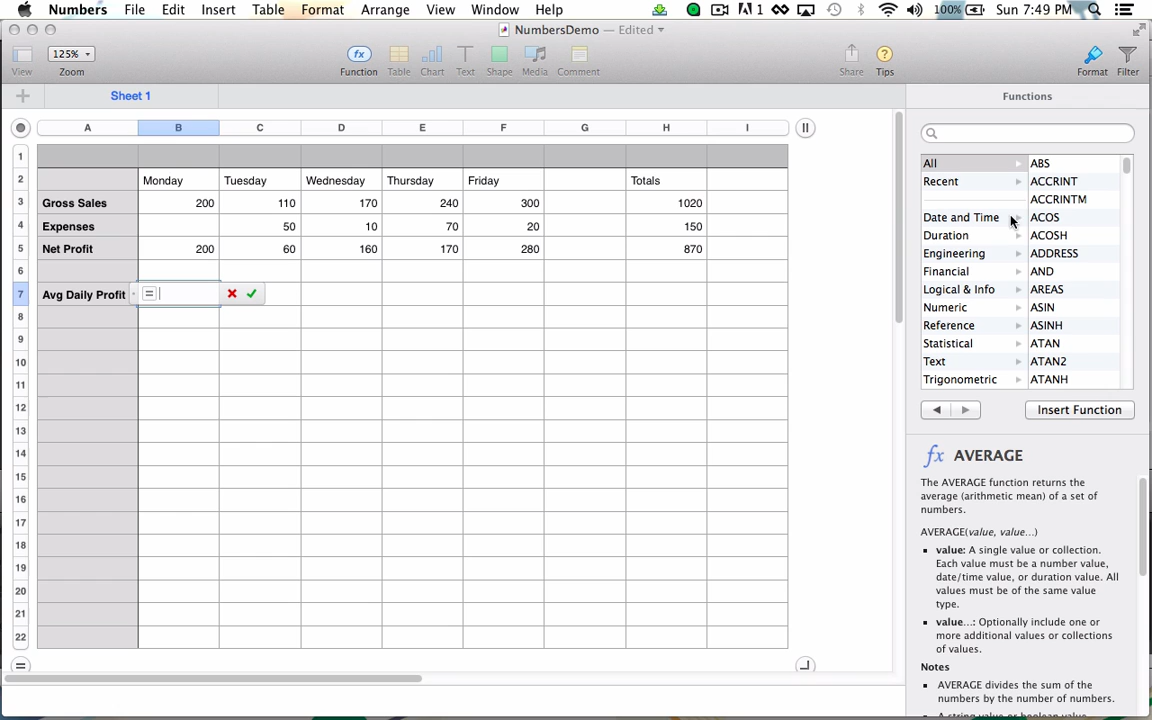 Numbers File Edit Insert Table Format Arrange View Window Help 1 100% Sun 7:49 PM
NumbersDemo — Edited
125%
View Zoom Function Table Chart Text Shape Media Comment Share Tips Format Filter
Sheet 1 Functions
A B C D E F G H I
1
2 Monday Tuesday Wednesday Thursday Friday Totals
3 Gross Sales 200 110 170 240 300 1020
4 Expenses 50 10 70 20 150
5 Net Profit 200 60 160 170 280 870
6
7 Avg Daily Profit =
8
9
10
11
12
13
14
15
16
17
18
19
20
21
22
=
All
Recent
Date and Time
Duration
Engineering
Financial
Logical & Info
Numeric
Reference
Statistical
Text
Trigonometric
ABS
ACCRINT
ACCRINTM
ACOS
ACOSH
ADDRESS
AND
AREAS
ASIN
ASINH
ATAN
ATAN2
ATANH
Insert Function
fx AVERAGE
The AVERAGE function returns the
average (arithmetic mean) of a set of
numbers.
AVERAGE(value, value...)
value: A single value or collection.
Each value must be a number value,
date/time value, or duration value. All
values must be of the same value
type.
value...: Optionally include one or
more additional values or collections
of values.
Notes
AVERAGE divides the sum of the
numbers by the number of numbers.